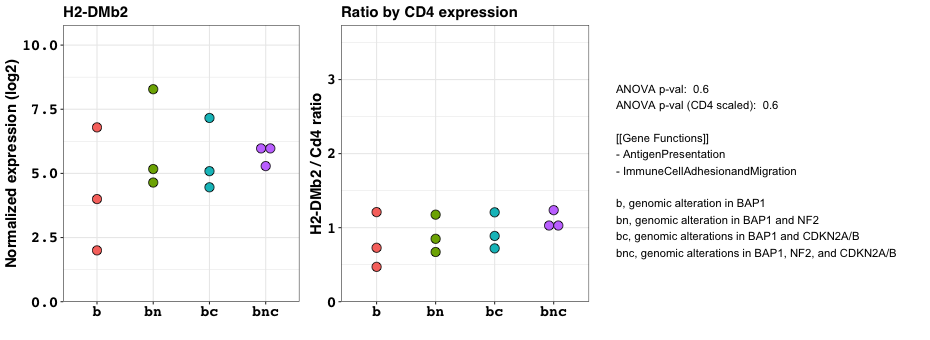 H2-DMb2
Normalized expression (log2)
10.0
7.5
5.0
2.5
0.0
b
bn
bc
bnc
Ratio by CD4 expression
H2-DMb2 / Cd4 ratio
3
2
1
0
b
bn
bc
bnc
ANOVA p-val:  0.6
ANOVA p-val (CD4 scaled):  0.6
[[Gene Functions]]
- AntigenPresentation
- ImmuneCellAdhesionandMigration
b, genomic alteration in BAP1
bn, genomic alteration in BAP1 and NF2
bc, genomic alterations in BAP1 and CDKN2A/B
bnc, genomic alterations in BAP1, NF2, and CDKN2A/B